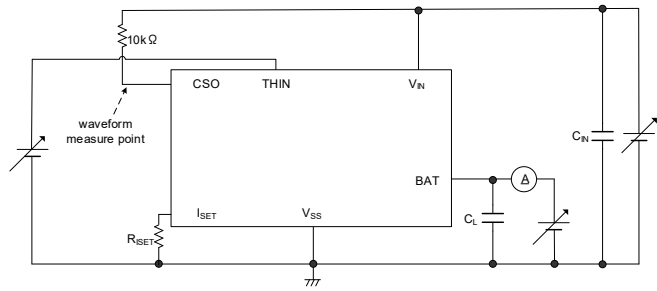 10kΩ
CSO
THIN
VIN
waveform
measure point
CIN
BAT
A
ISET
VSS
CL
RISET